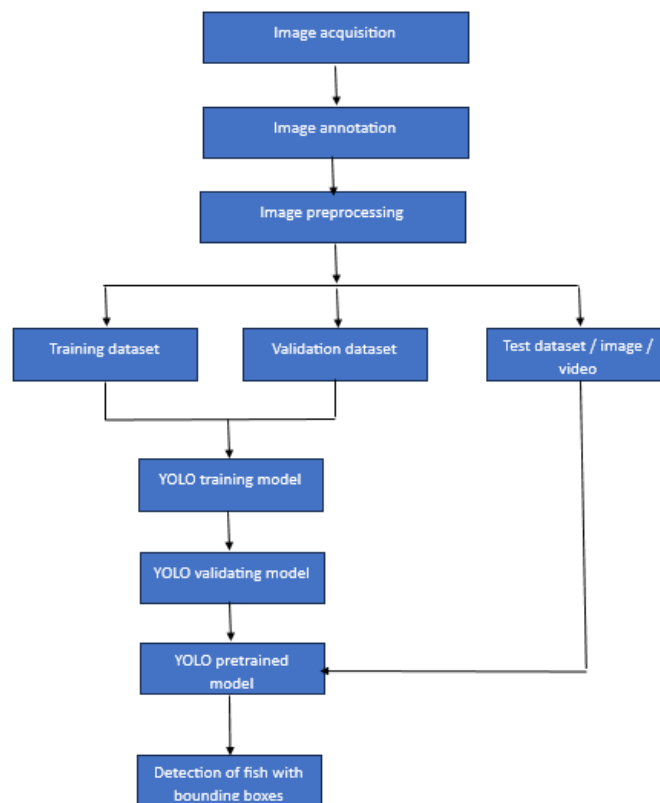 Image acquisition
Image annotation
Image preprocessing
Training dataset
Validation dataset
Test dataset / image /
video
YOLO training model
YOLO validating model
YOLO pretrained
model
Detection of fish with
bounding boxes